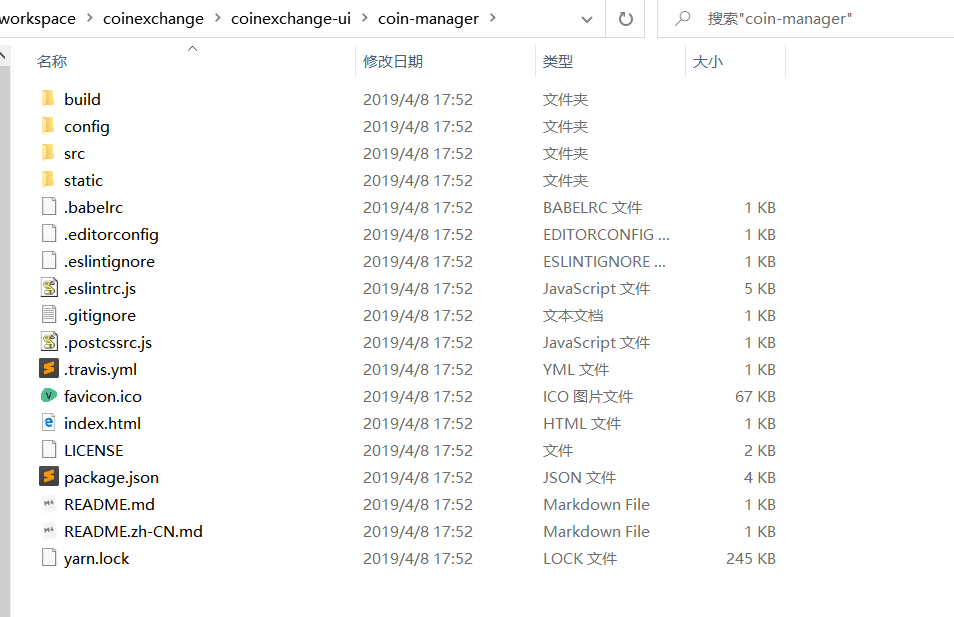 workspace > coinexchange > coinexchange-ui > coin-manager > 搜索"coin-manager"
名称 修改日期 类型 大小
build 2019/4/8 17:52 文件夹
config 2019/4/8 17:52 文件夹
src 2019/4/8 17:52 文件夹
static 2019/4/8 17:52 文件夹
.babelrc 2019/4/8 17:52 BABELRC 文件 1 KB
.editorconfig 2019/4/8 17:52 EDITORCONFIG ... 1 KB
.eslintignore 2019/4/8 17:52 ESLINTIGNORE ... 1 KB
.eslintrc.js 2019/4/8 17:52 JavaScript 文件 5 KB
.gitignore 2019/4/8 17:52 文本文档 1 KB
.postcssrc.js 2019/4/8 17:52 JavaScript 文件 1 KB
.travis.yml 2019/4/8 17:52 YML 文件 1 KB
favicon.ico 2019/4/8 17:52 ICO 图片文件 67 KB
index.html 2019/4/8 17:52 HTML 文件 1 KB
LICENSE 2019/4/8 17:52 文件 2 KB
package.json 2019/4/8 17:52 JSON 文件 4 KB
README.md 2019/4/8 17:52 Markdown File 1 KB
README.zh-CN.md 2019/4/8 17:52 Markdown File 1 KB
yarn.lock 2019/4/8 17:52 LOCK 文件 245 KB